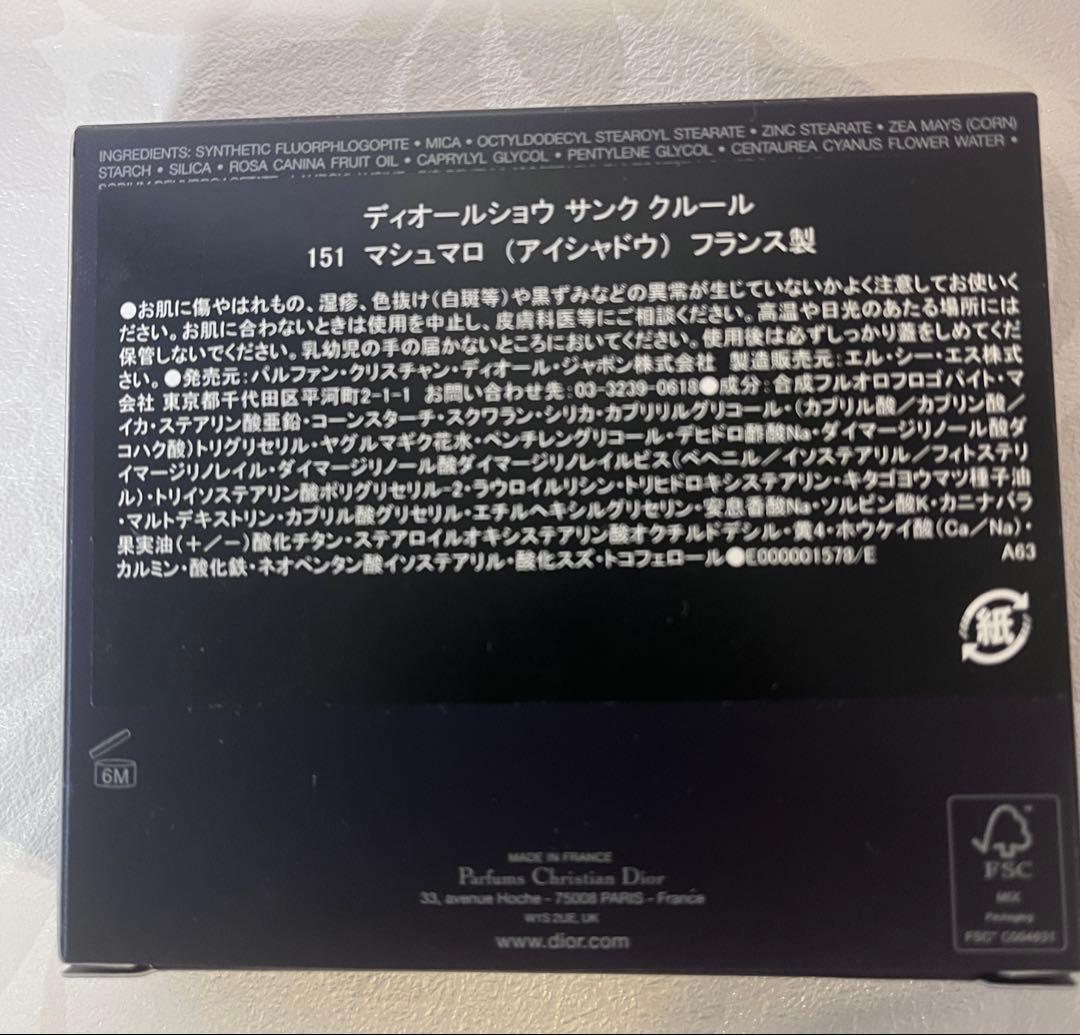 INGREDIENTS: SYNTHETIC FLUORPHLOGOPITE • MICA • OCTYLDODECYL STEAROYL STEARATE • ZINC STEARATE • ZEA MAYS (CORN)
STARCH • SILICA • ROSA CANINA FRUIT OIL • CAPRYLYL GLYCOL • PENTYLENE GLYCOL • CENTAUREA CYANUS FLOWER WATER •
ディオールショウ サンク クルール
151 マシュマロ (アイシャドウ) フランス製
●お肌に傷やはれもの、湿疹、色抜け(白斑等)や黒ずみなどの異常が生じていないかよく注意してお使いく
ださい。お肌に合わないときは使用を中止し、皮膚科医等にご相談ください。高温や日光のあたる場所には
保管しないでください。乳幼児の手の届かないところにおいてください。使用後は必ずしっかり蓋をしめてくだ
さい。●発売元:パルファン・クリスチャン・ディオール・ジャポン株式会社 製造販売元:エル・シー・エス株式
会社 東京都千代田区平河町2-1-1 お問い合わせ先:03-3239-0618●成分:合成フルオロフロゴパイト・マ
イカ・ステアリン酸亜鉛・コーンスターチ・スクワラン・シリカ・カプリリルグリコール・(カプリル酸/カプリン酸/
コハク酸)トリグリセリル・ヤグルマギク花水・ペンチレングリコール・デヒドロ酢酸Na・ダイマージリノール酸ダ
イマージリノレイル・ダイマージリノール酸ダイマージリノレイルビス(ベヘニル/イソステアリル/フィトステリ
ル)・トリイソステアリン酸ポリグリセリル-2・ラウロイルリシン・トリヒドロキシステアリン・キタゴヨウマツ種子油
・マルトデキストリン・カプリル酸グリセリル・エチルヘキシルグリセリン・安息香酸Na・ソルビン酸K・カニナバラ
果実油(+/-)酸化チタン・ステアロイルオキシステアリン酸オクチルドデシル・黄4・ホウケイ酸(Ca/Na)・
カルミン・酸化鉄・ネオペンタン酸イソステアリル・酸化スズ・トコフェロール●E000001578/E
A63
紙
6M
MADE IN FRANCE
Parfums Christian Dior
33, avenue Hoche - 75008 PARIS - France
W1S 2UE, UK
www.dior.com
FSC
MIX
Packaging